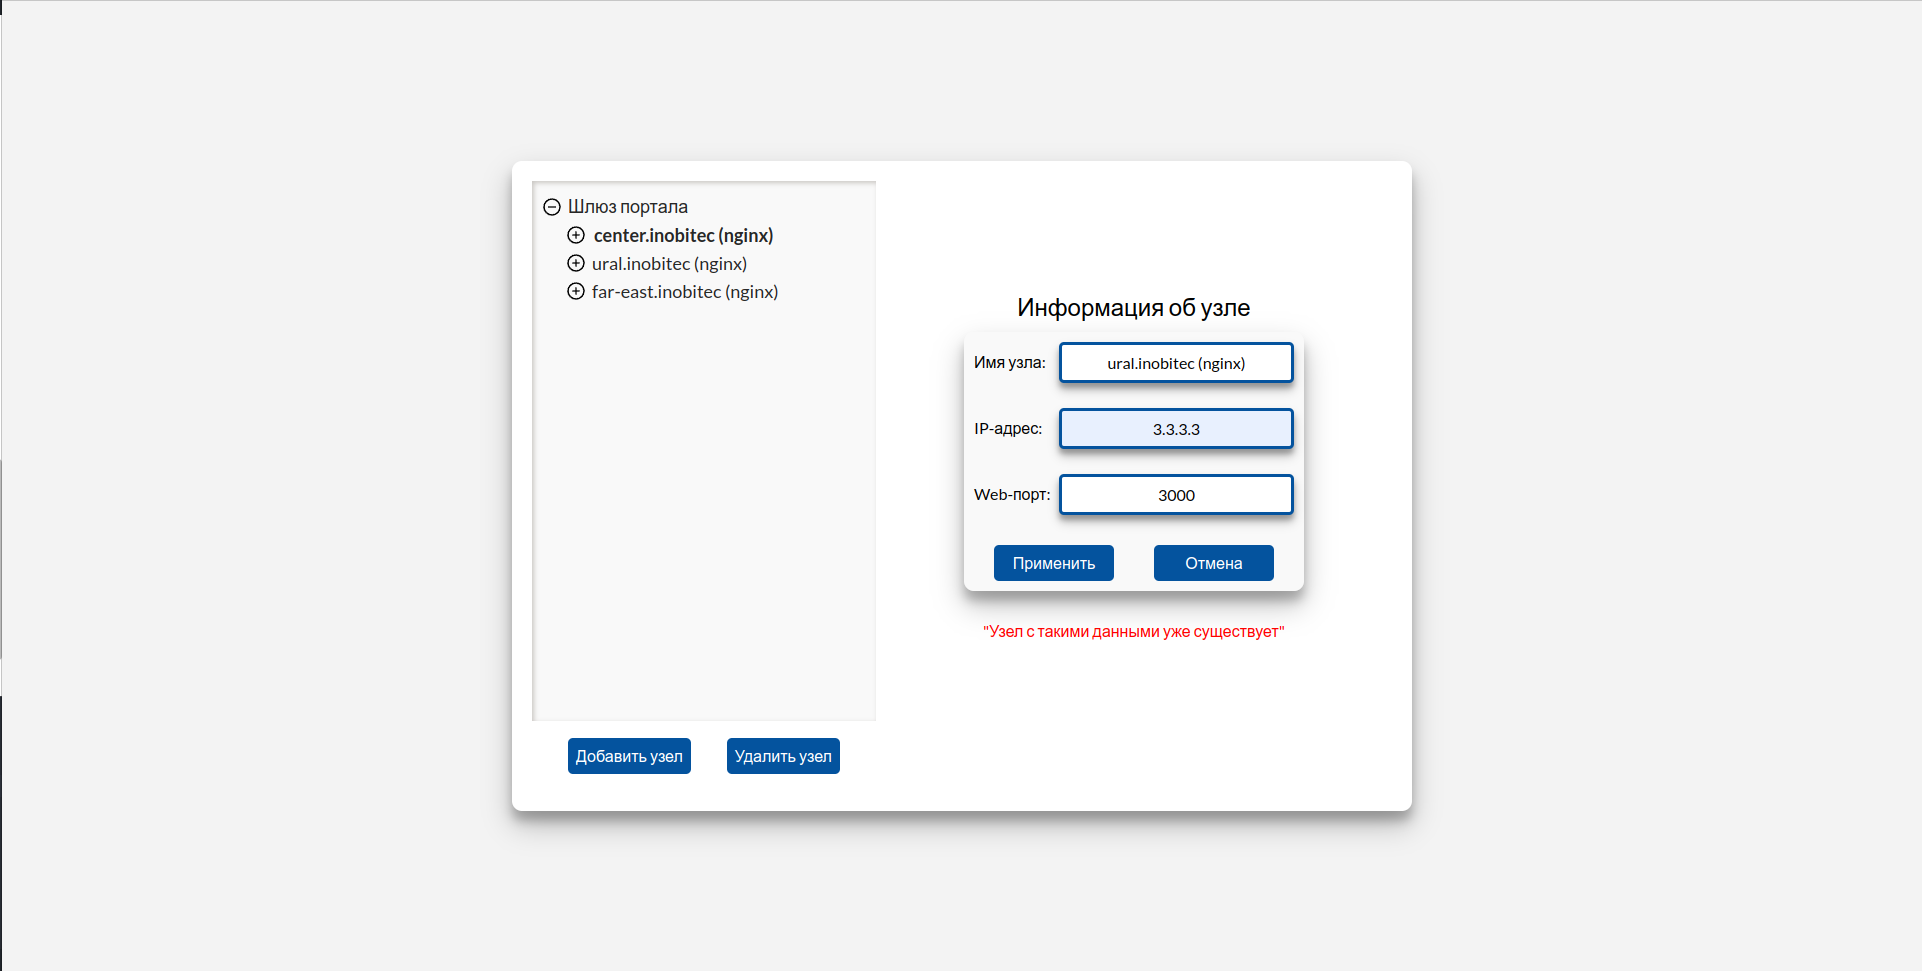 Шлюз портала
center.inobitec (nginx)
ural.inobitec (nginx)
far-east.inobitec (nginx)
Добавить узел
Удалить узел
Информация об узле
Имя узла: ural.inobitec (nginx)
IP-адрес: 3.3.3.3
Web-порт: 3000
Применить
Отмена
"Узел с такими данными уже существует"